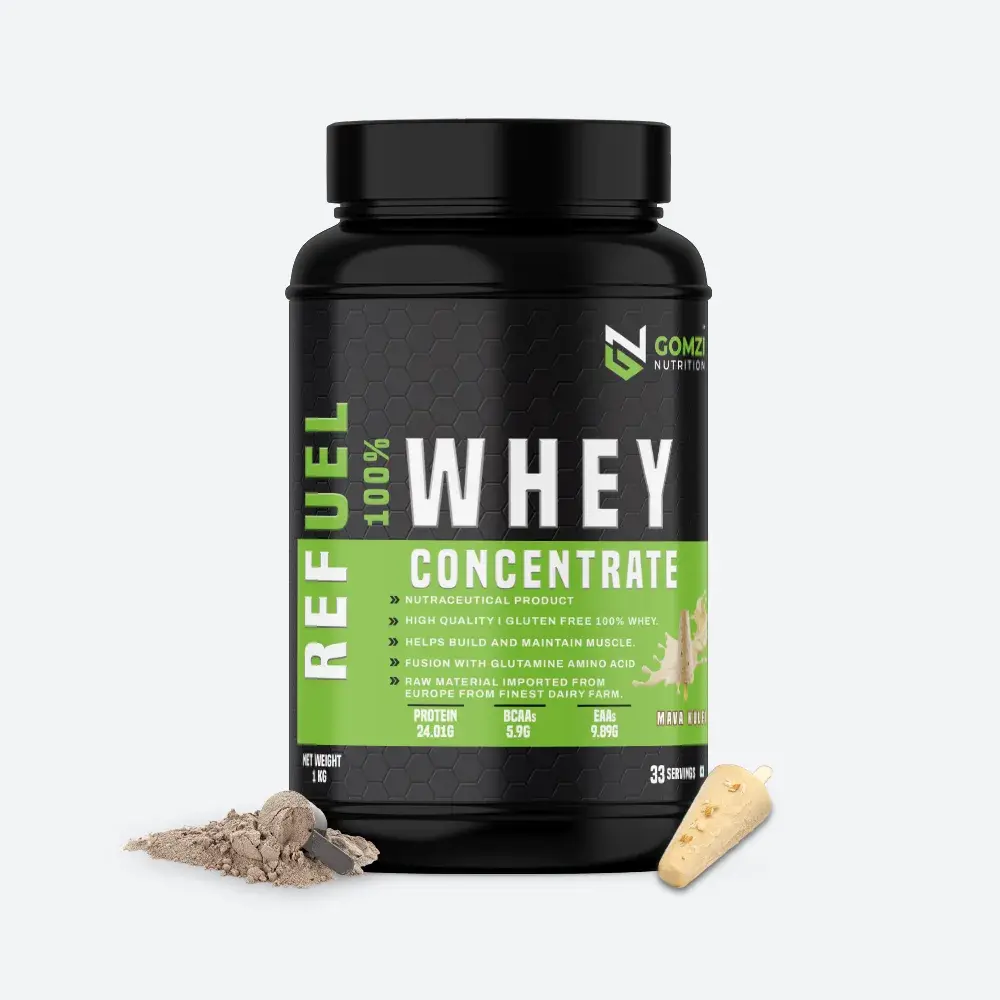 GOMZI
NUTRITION
REFUEL
100%
WHEY
CONCENTRATE
» NUTRACEUTICAL PRODUCT
» HIGH QUALITY | GLUTEN FREE 100% WHEY.
» HELPS BUILD AND MAINTAIN MUSCLE.
» FUSION WITH GLUTAMINE AMINO ACID
» RAW MATERIAL IMPORTED FROM
EUROPE FROM FINEST DAIRY FARM.
PROTEIN
24.01G
BCAAs
5.9G
EAAs
9.89G
MAVA
NET WEIGHT
1 KG
33 SERVINGS